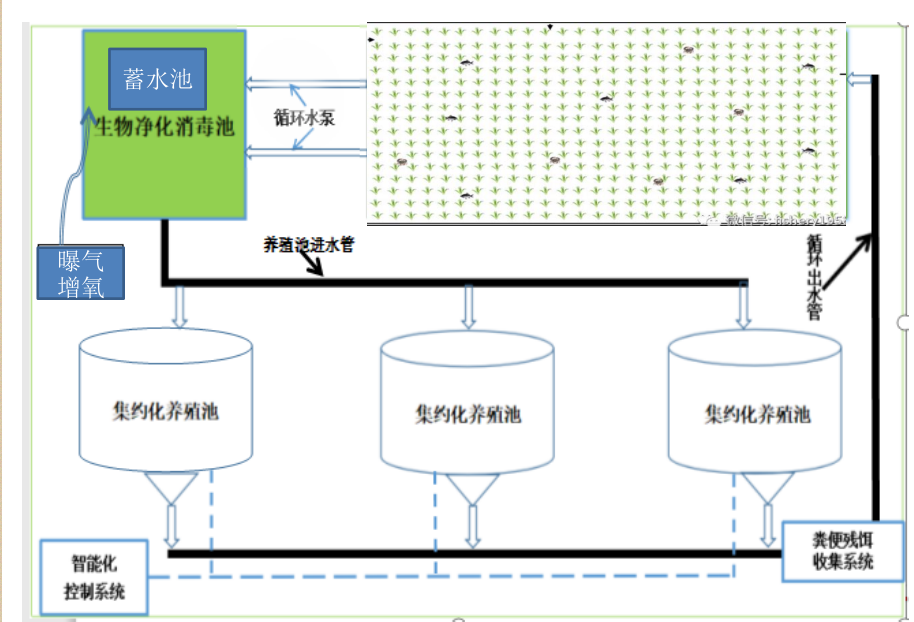 蓄水池
生物净化消毒池
循环水泵
曝气
增氧
养殖池进水管
循环出水管
集约化养殖池
集约化养殖池
集约化养殖池
智能化
控制系统
粪便残饵
收集系统